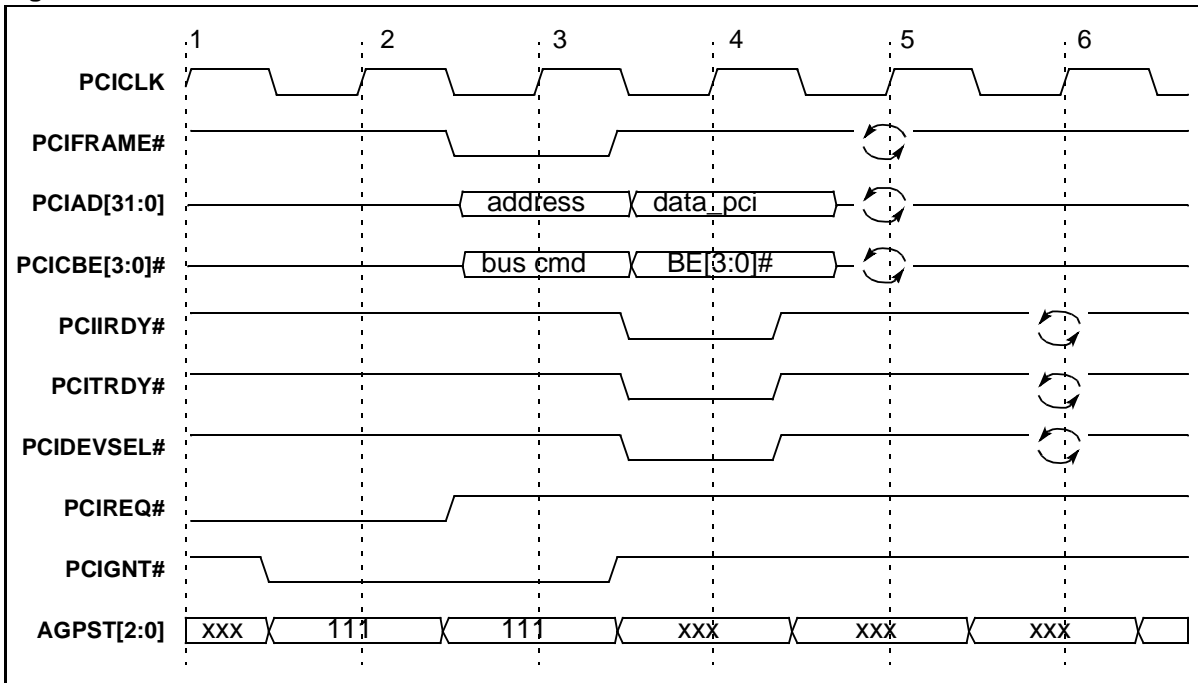 1 2 3 4 5 6
PCICLK
PCIFRAME#
PCIAD[31:0] address data_pci
PCICBE[3:0]# bus cmd BE[3:0]#
PCIIRDY#
PCITRDY#
PCIDEVSEL#
PCIREQ#
PCIGNT#
AGPST[2:0] xxx 111 111 xxx xxx xxx